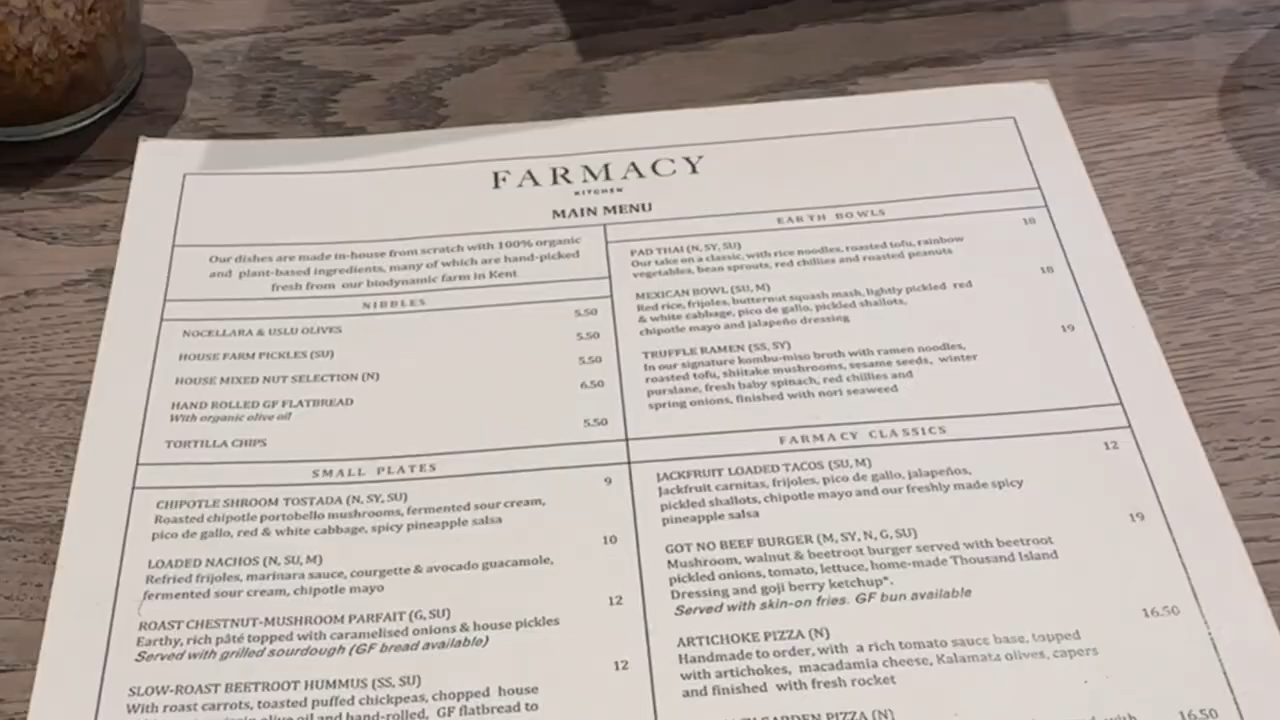 FARMACY
KITCHEN
MAIN MENU
Our dishes are made in-house from scratch with 100% organic
and plant-based ingredients, many of which are hand-picked
fresh from our biodynamic farm in Kent
NIBBLES
NOCELLARA & USLU OLIVES 5.50
HOUSE FARM PICKLES (SU) 5.50
HOUSE MIXED NUT SELECTION (N) 5.50
HAND ROLLED GF FLATBREAD 6.50
With organic olive oil
TORTILLA CHIPS 5.50
SMALL PLATES
CHIPOTLE SHROOM TOSTADA (N, SY, SU) 9
Roasted chipotle portobello mushrooms, fermented sour cream,
pico de gallo, red & white cabbage, spicy pineapple salsa
LOADED NACHOS (N, SU, M) 10
Refried frijoles, marinara sauce, courgette & avocado guacamole,
fermented sour cream, chipotle mayo
ROAST CHESTNUT-MUSHROOM PARFAIT (G, SU) 12
Earthy, rich pâté topped with caramelised onions & house pickles
Served with grilled sourdough (GF bread available)
SLOW-ROAST BEETROOT HUMMUS (SS, SU) 12
With roast carrots, toasted puffed chickpeas, chopped house
olive oil and hand-rolled, GF flatbread to
EARTH BOWLS
PAD THAI (N, SY, SU) 18
Our take on a classic, with rice noodles, roasted tofu, rainbow
vegetables, bean sprouts, red chillies and roasted peanuts
MEXICAN BOWL (SU, M) 18
Red rice, frijoles, butternut squash mash, lightly pickled red
& white cabbage, pico de gallo, pickled shallots,
chipotle mayo and jalapeño dressing
TRUFFLE RAMEN (SS, SY) 19
In our signature kombu-miso broth with ramen noodles,
roasted tofu, shiitake mushrooms, sesame seeds, winter
purslane, fresh baby spinach, red chillies and
spring onions, finished with nori seaweed
FARMACY CLASSICS
JACKFRUIT LOADED TACOS (SU, M) 12
Jackfruit carnitas, frijoles, pico de gallo, jalapeños,
pickled shallots, chipotle mayo and our freshly made spicy
pineapple salsa
GOT NO BEEF BURGER (M, SY, N, G, SU) 19
Mushroom, walnut & beetroot burger served with beetroot
pickled onions, tomato, lettuce, home-made Thousand Island
Dressing and goji berry ketchup*.
Served with skin-on fries. GF bun available
ARTICHOKE PIZZA (N) 16.50
Handmade to order, with a rich tomato sauce base, topped
with artichokes, macadamia cheese, Kalamata olives, capers
and finished with fresh rocket
GARDEN PIZZA (N) 16.50